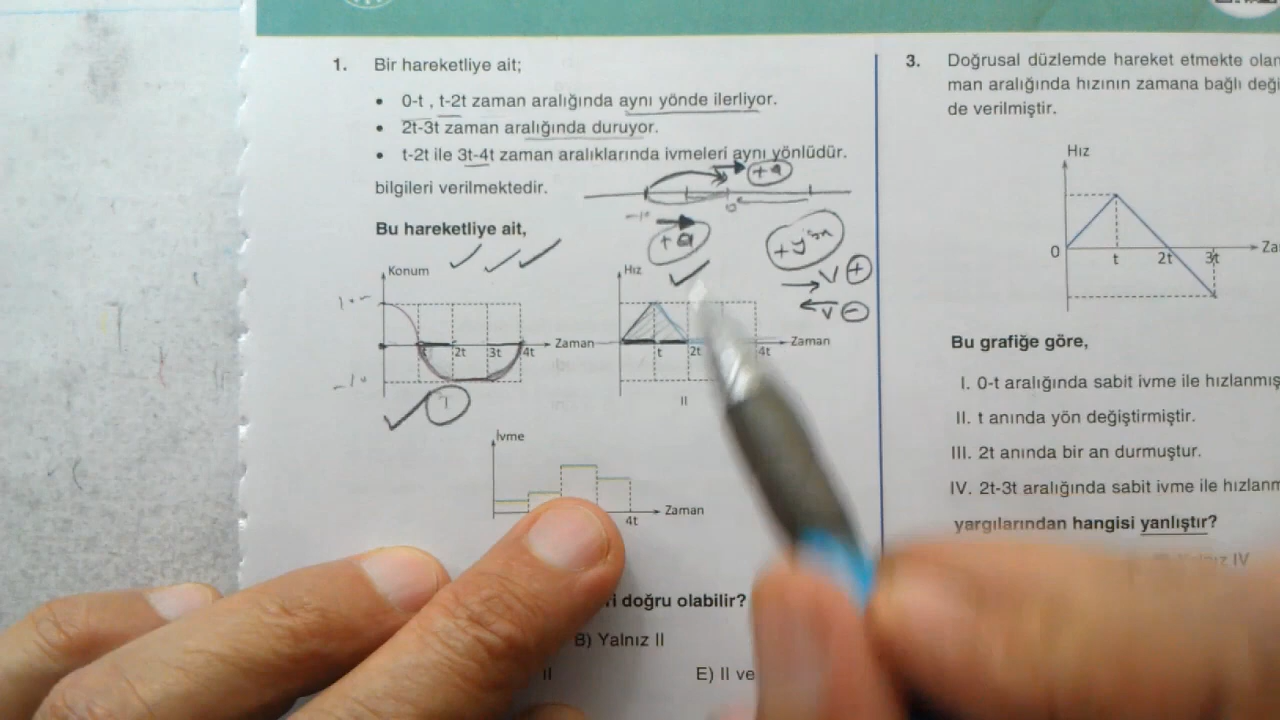 1. Bir hareketliye ait;
• 0-t , t-2t zaman aralığında aynı yönde ilerliyor.
• 2t-3t zaman aralığında duruyor.
• t-2t ile 3t-4t zaman aralıklarında ivmeleri aynı yönlüdür.
bilgileri verilmektedir.
+a
+a
+yön
V +
V -
Bu hareketliye ait,
Konum
10
t 2t 3t 4t Zaman
-10
Hız
t 2t 4t Zaman
II
İvme
4t Zaman
doğru olabilir?
B) Yalnız II
E) II ve
3. Doğrusal düzlemde hareket etmekte olan
man aralığında hızının zamana bağlı deği
de verilmiştir.
Hız
0 t 2t 3t
Bu grafiğe göre,
I. 0-t aralığında sabit ivme ile hızlanmış
II. t anında yön değiştirmiştir.
III. 2t anında bir an durmuştur.
IV. 2t-3t aralığında sabit ivme ile hızlanm
yargılarından hangisi yanlıştır?
IV